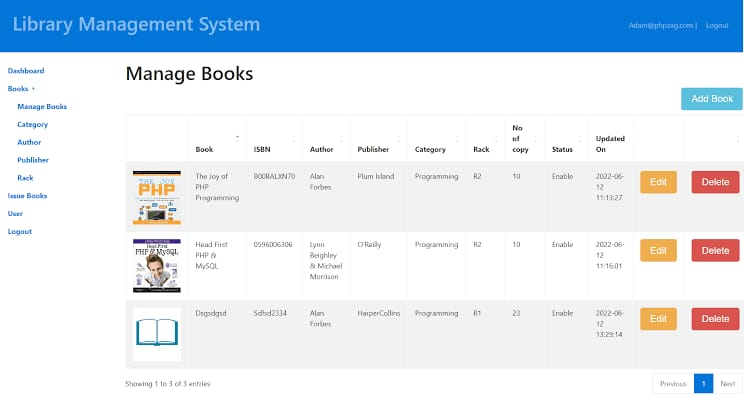 Library Management System
Adam@phpzag.com | Logout
Dashboard
Books
Manage Books
Category
Author
Publisher
Rack
Issue Books
User
Logout
Manage Books
Add Book
Book ISBN Author Publisher Category Rack No of copy Status Updated On
THE JOY
PHP
The Joy of PHP Programming B00BALXN70 Alan Forbes Plum Island Programming R2 10 Enable 2022-06-12 11:13:27 Edit Delete
Head First
PHP & MySQL
Head First PHP & MySQL 0596006306 Lynn Beighley & Michael Morrison O'Reilly Programming R2 10 Enable 2022-06-12 11:16:01 Edit Delete
Dsgsdgsd Sdfsd2334 Alan Forbes HarperCollins Programming R1 23 Enable 2022-06-12 13:29:14 Edit Delete
Showing 1 to 3 of 3 entries
Previous 1 Next